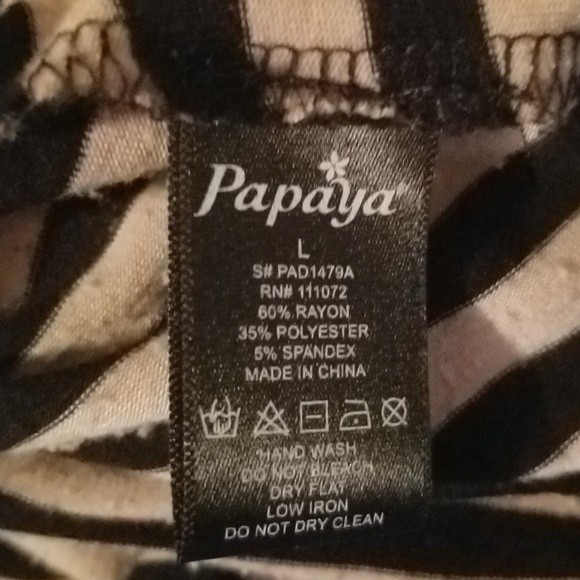 Papaya
L
S# PAD1479A
RN# 111072
60% RAYON
35% POLYESTER
5% SPANDEX
MADE IN CHINA
HAND WASH
DO NOT BLEACH
DRY FLAT
LOW IRON
DO NOT DRY CLEAN